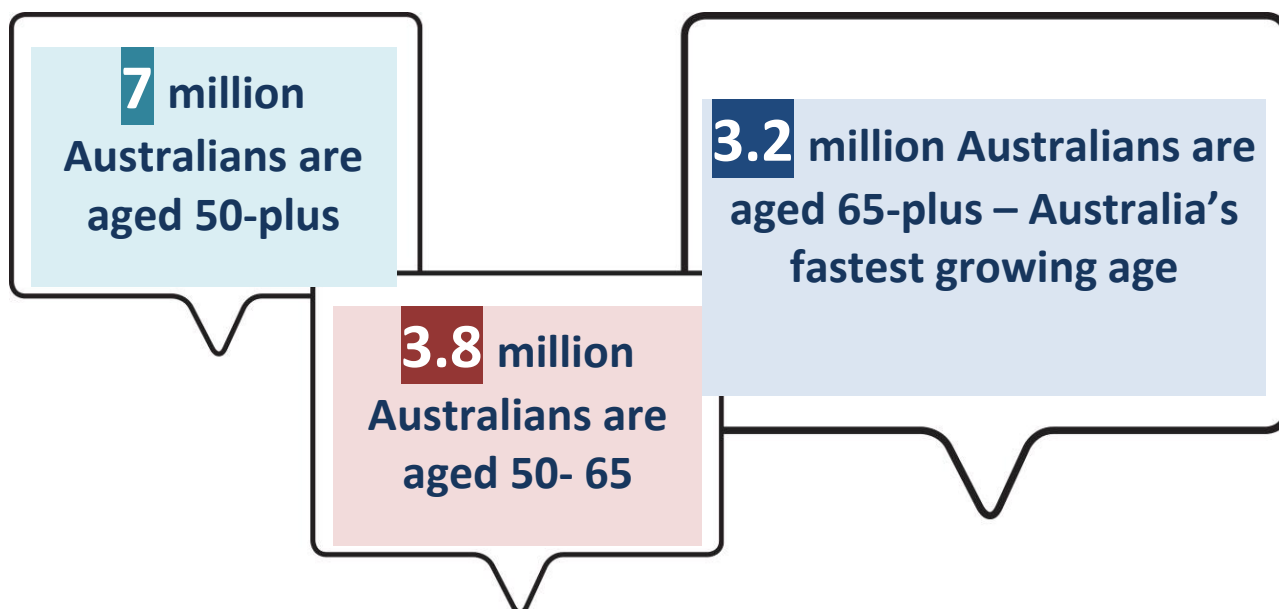 7 million
Australians are
aged 50-plus
3.8 million
Australians are
aged 50- 65
3.2 million Australians are
aged 65-plus – Australia’s
fastest growing age